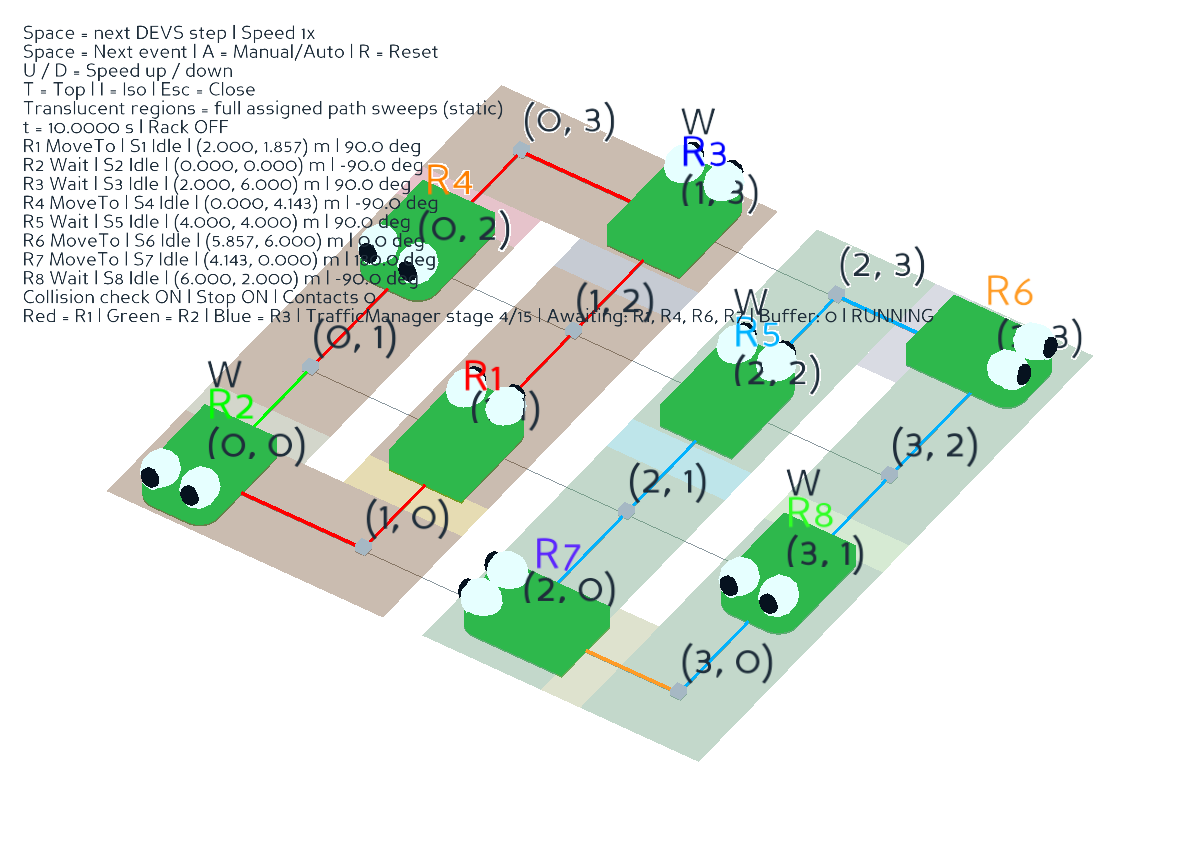 Space = next DEVS step | Speed 1x
Space = Next event | A = Manual/Auto | R = Reset
U / D = Speed up / down
T = Top | I = Iso | Esc = Close
Translucent regions = full assigned path sweeps (static)
t = 10.0000 s | Rack OFF
R1 MoveTo | S1 Idle | (2.000, 1.857) m | 90.0 deg
R2 Wait | S2 Idle | (0.000, 0.000) m | -90.0 deg
R3 Wait | S3 Idle | (2.000, 6.000) m | 90.0 deg
R4 MoveTo | S4 Idle | (0.000, 4.143) m | -90.0 deg
R5 Wait | S5 Idle | (4.000, 4.000) m | 90.0 deg
R6 MoveTo | S6 Idle | (5.857, 6.000) m | 0.0 deg
R7 MoveTo | S7 Idle | (4.143, 0.000) m | deg
R8 Wait | S8 Idle | (6.000, 2.000) m | -90.0 deg
Collision check ON | Stop ON | Contacts 0
Red = R1 | Green = R2 | Blue = R3 | TrafficManager stage 4/15 | Awaiting: R1, R4, R6, | Buffer: 0 | RUNNING
(0, 3)
W
R3
(1, 3)
R4
(0, 2)
(2, 3)
R6
(1, 2)
W
R5
(2, 2)
(0, 1)
W
R2
(0, 0)
R1
(3, 2)
(2, 1)
W
R8
(3, 1)
(1, 0)
R7
(2, 0)
(3, 0)